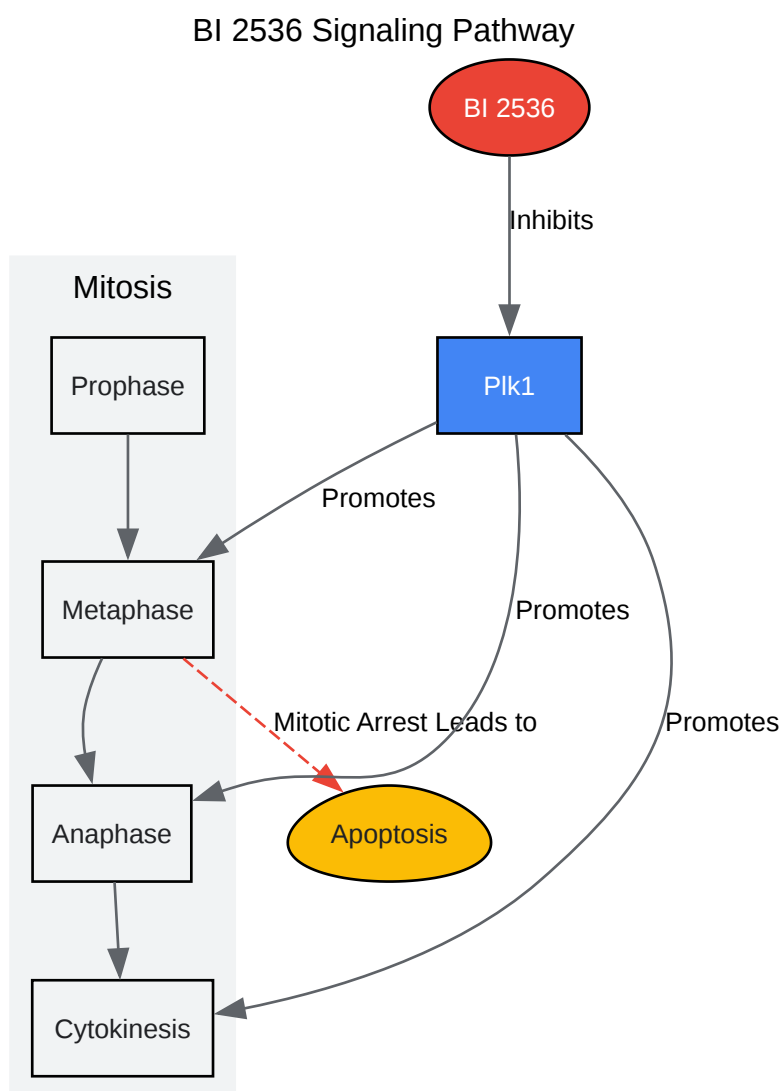 BI 2536 Signaling Pathway
BI 2536
Inhibits
Mitosis
Prophase
Plk1
Promotes
Metaphase
Promotes
Mitotic Arrest Leads to
Promotes
Anaphase
Apoptosis
Cytokinesis